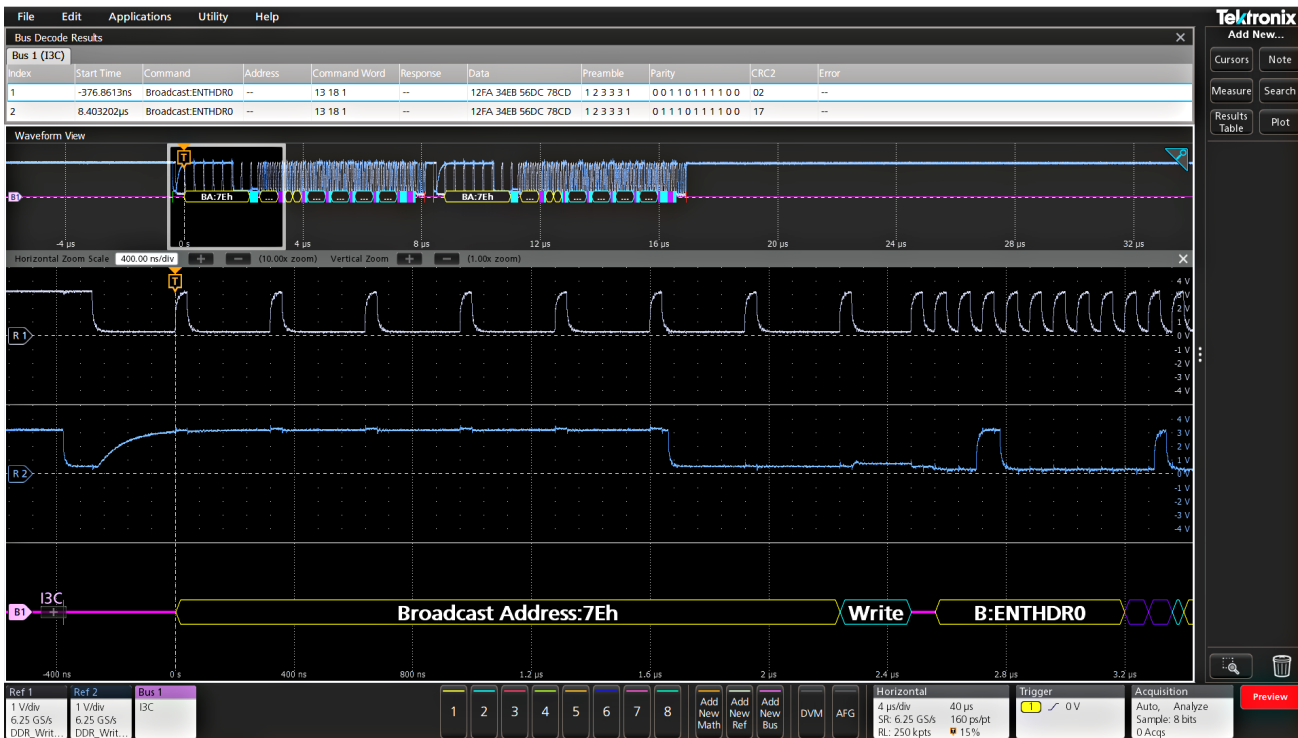 File Edit Applications Utility Help
Tektronix
Add New...
Bus Decode Results
Bus 1 (I3C)
Index Start Time Command Address Command Word Response Data Preamble Parity CRC2 Error
1 -376.8613ns Broadcast:ENTHDR0 -- 13 18 1 -- 12FA 34EB 56DC 78CD 1 2 3 3 3 1 0 0 1 1 0 1 1 1 1 0 0 02 --
2 8.403202µs Broadcast:ENTHDR0 -- 13 18 1 -- 12FA 34EB 56DC 78CD 1 2 3 3 3 1 0 1 1 1 0 1 1 1 1 0 0 17 --
Cursors Note
Measure Search
Results Table Plot
Waveform View
T
B1 BA:7Eh ... ... ... ... ... BA:7Eh ... ... ... ... ...
-4 µs 0 s 4 µs 8 µs 12 µs 16 µs 20 µs 24 µs 28 µs 32 µs
Horizontal Zoom Scale 400.00 ns/div + − (10.00x zoom) Vertical Zoom + − (1.00x zoom)
T
4 V
3V
2 V
1 V
R 1 0 V
-1 V
-2 V
-3 V
-4 V
4 V
3 V
2 V
1 V
R 2 0 V
-1 V
-2 V
-3 V
-4 V
I3C
B1 + Broadcast Address:7Eh Write B:ENTHDR0
-400 ns 0 s 400 ns 800 ns 1.2 µs 1.6 µs 2 µs 2.4 µs 2.8 µs 3.2 µs
Ref 1
1 V/div
6.25 GS/s
DDR_Writ...
Ref 2
1 V/div
6.25 GS/s
DDR_Writ...
Bus 1
I3C
1 2 3 4 5 6 7 8
Add New Math
Add New Ref
Add New Bus
DVM
AFG
Horizontal
4 µs/div 40 µs
SR: 6.25 GS/s 160 ps/pt
RL: 250 kpts 15%
Trigger
1 0 V
Acquisition
Auto, Analyze
Sample: 8 bits
0 Acqs
Preview